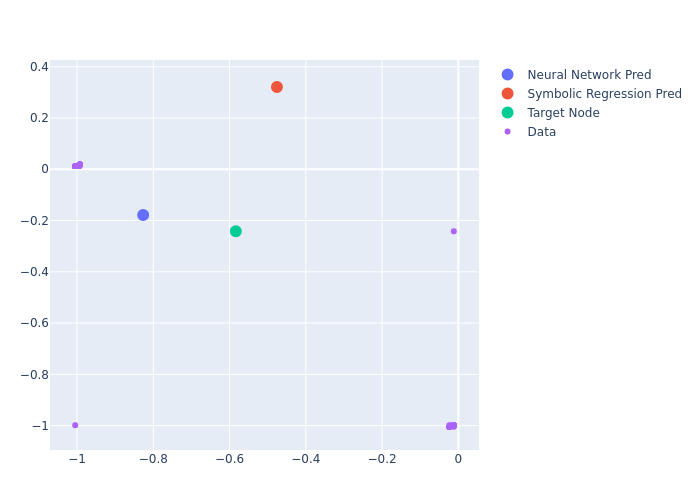 Neural Network Pred
Symbolic Regression Pred
Target Node
Data
0.4
0.2
0
−0.2
−0.4
−0.6
−0.8
−1
−1 −0.8 −0.6 −0.4 −0.2 0